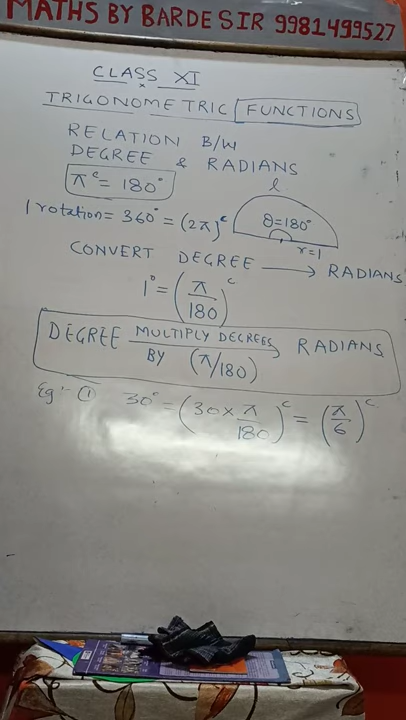 MATHS BY BARDE SIR 9981499527
CLASS XI
TRIGONOMETRIC FUNCTIONS
RELATION B/W
DEGREE & RADIANS
π^c = 180°
l
θ=180°
r=1
1 rotation = 360° = (2π)^c
CONVERT DEGREE → RADIANS
1° = (π/180)^c
DEGREE MULTIPLY DEGREES BY (π/180) → RADIANS
Eg:- ① 30° = (30×π/180)^c = (π/6)^c